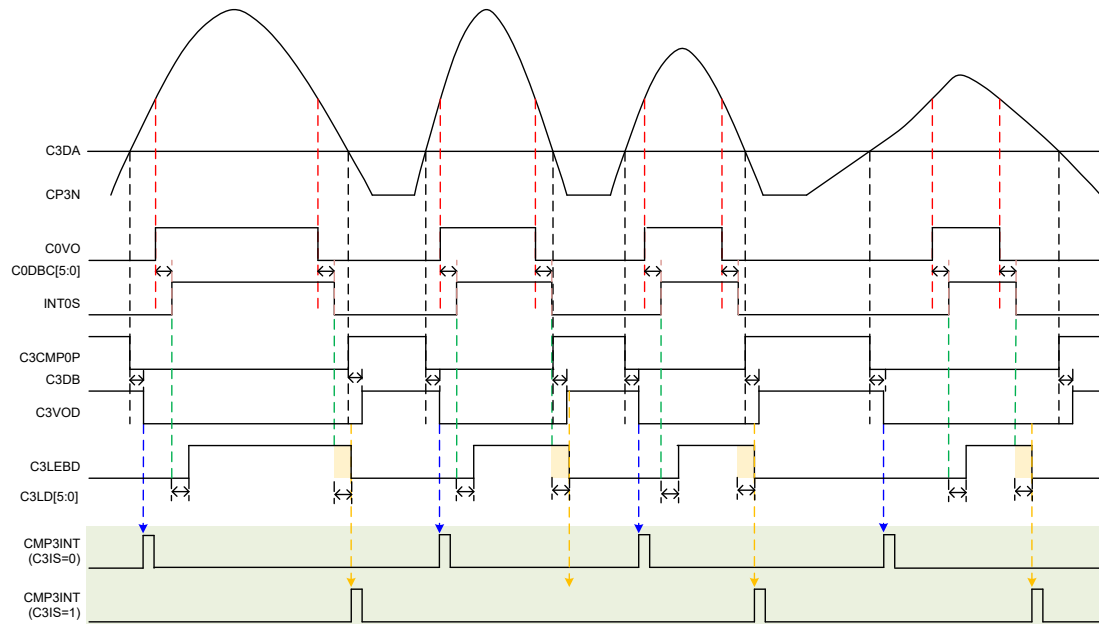 C3DA
CP3N
C0VO
C0DBC[5:0]
INT0S
C3CMP0P
C3DB
C3VOD
C3LEBD
C3LD[5:0]
CMP3INT
(C3IS=0)
CMP3INT
(C3IS=1)